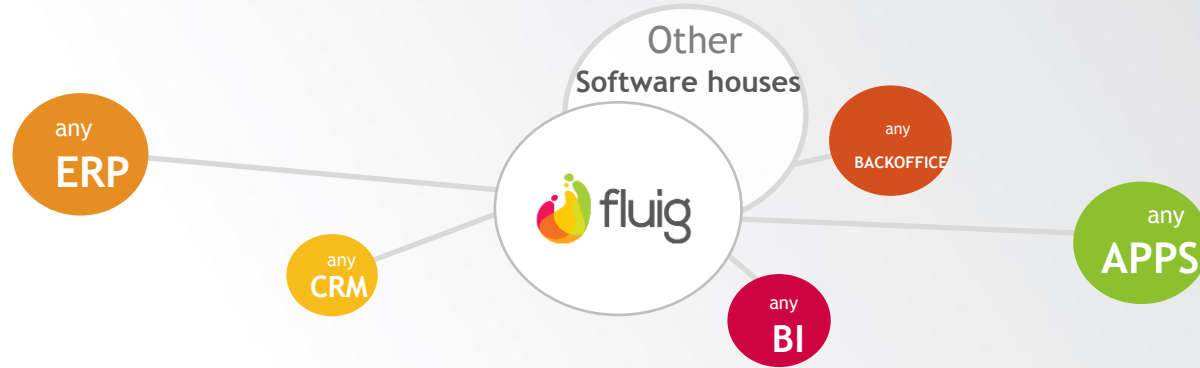 Other
Software houses
any
ERP
any
BACKOFFICE
fluig
any
APPS
any
CRM
any
BI